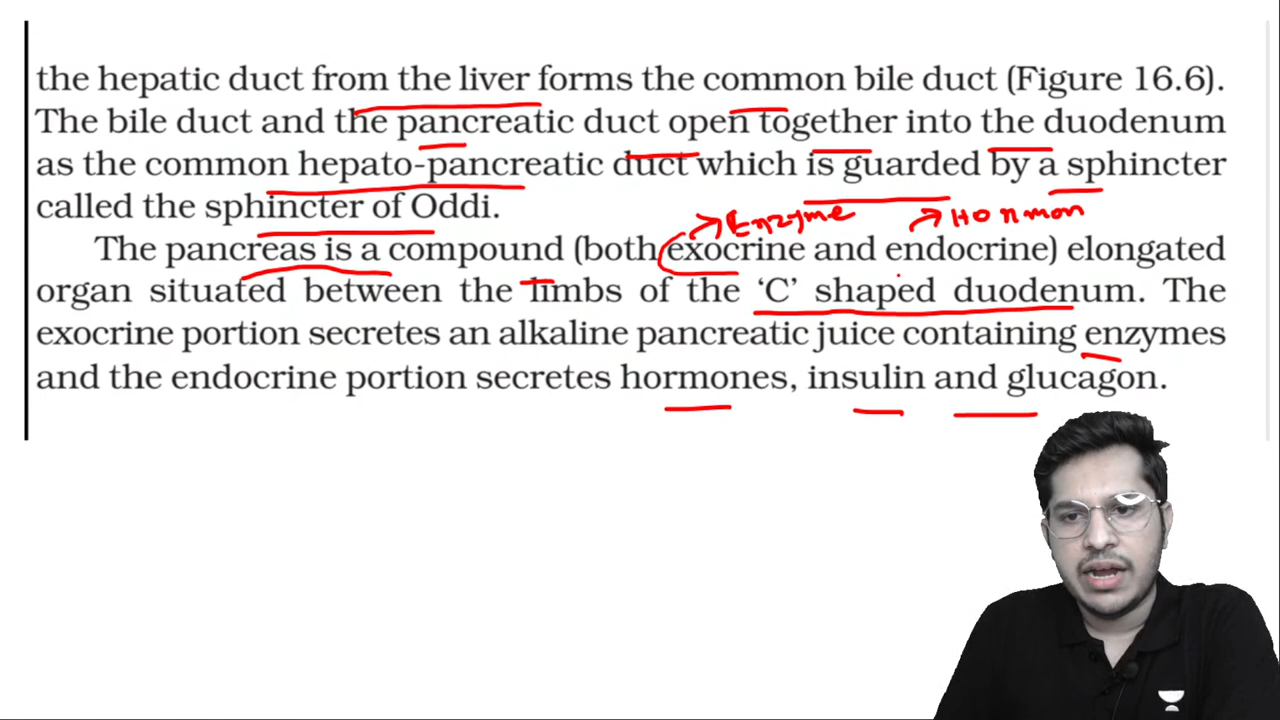 the hepatic duct from the liver forms the common bile duct (Figure 16.6).
The bile duct and the pancreatic duct open together into the duodenum
as the common hepato-pancreatic duct which is guarded by a sphincter
called the sphincter of Oddi.
Enzyme Hormon
The pancreas is a compound (both exocrine and endocrine) elongated
organ situated between the limbs of the ‘C’ shaped duodenum. The
exocrine portion secretes an alkaline pancreatic juice containing enzymes
and the endocrine portion secretes hormones, insulin and glucagon.